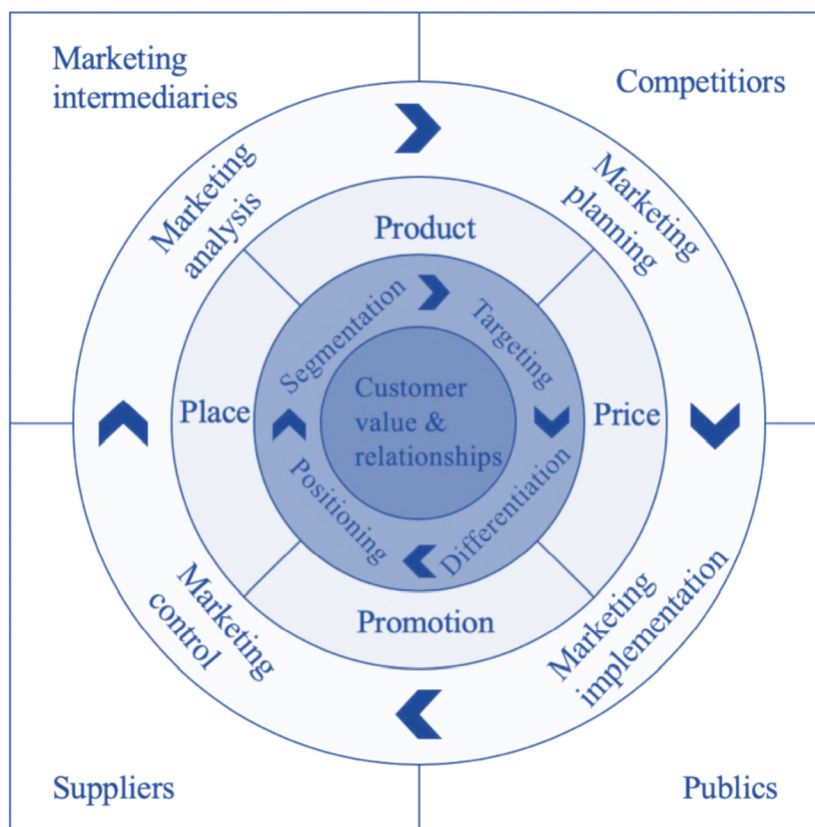 Marketing
intermediaries
Competitiors
Marketing
analysis
Marketing
planning
Product
Segmentation
Targeting
Place
Customer
value &
relationships
Price
Positioning
Differentiation
Promotion
Marketing
control
Marketing
implementation
Suppliers
Publics